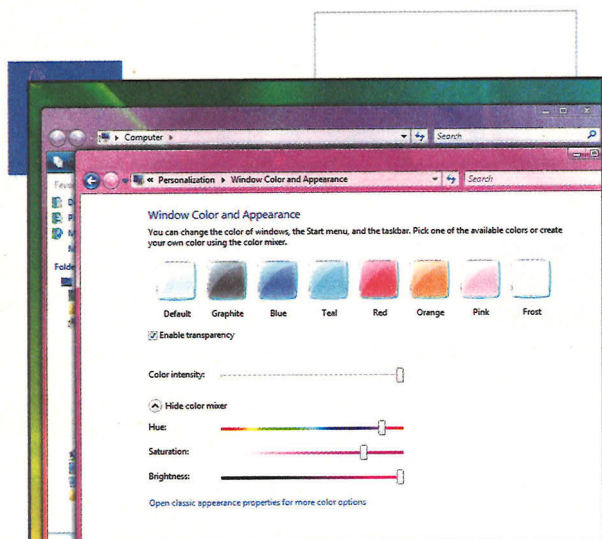 Computer
Search
Personalization
Window Color and Appearance
Search
Window Color and Appearance
You can change the color of windows, the Start menu, and the taskbar. Pick one of the available colors or create
your own color using the color mixer.
Default Graphite Blue Teal Red Orange Pink Frost
Enable transparency
Color intensity:
Hide color mixer
Hue:
Saturation:
Brightness:
Open classic appearance properties for more color options